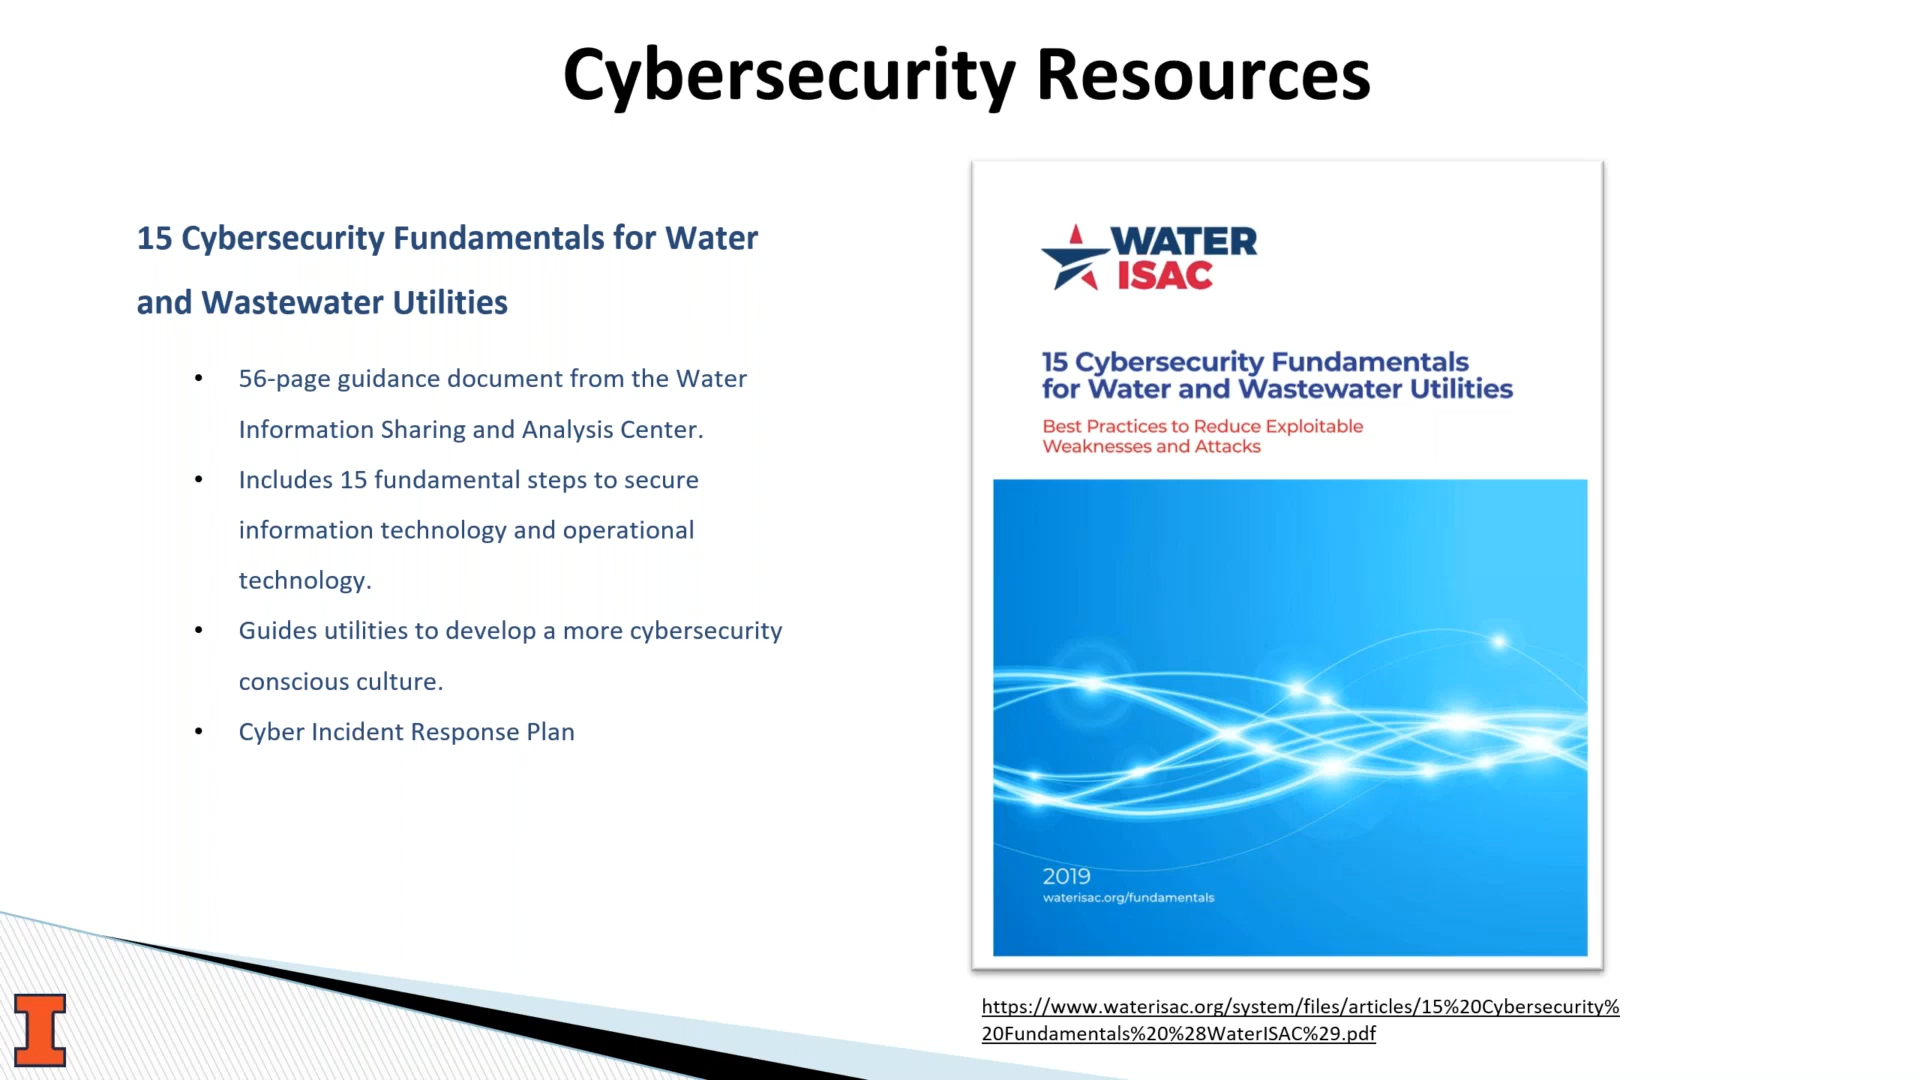 Cybersecurity Resources
15 Cybersecurity Fundamentals for Water
and Wastewater Utilities
• 56-page guidance document from the Water
Information Sharing and Analysis Center.
• Includes 15 fundamental steps to secure
information technology and operational
technology.
• Guides utilities to develop a more cybersecurity
conscious culture.
• Cyber Incident Response Plan
WATER
ISAC
15 Cybersecurity Fundamentals
for Water and Wastewater Utilities
Best Practices to Reduce Exploitable
Weaknesses and Attacks
2019
waterisac.org/fundamentals
https://www.waterisac.org/system/files/articles/15%20Cybersecurity%
20Fundamentals%20%28WaterISAC%29.pdf
I